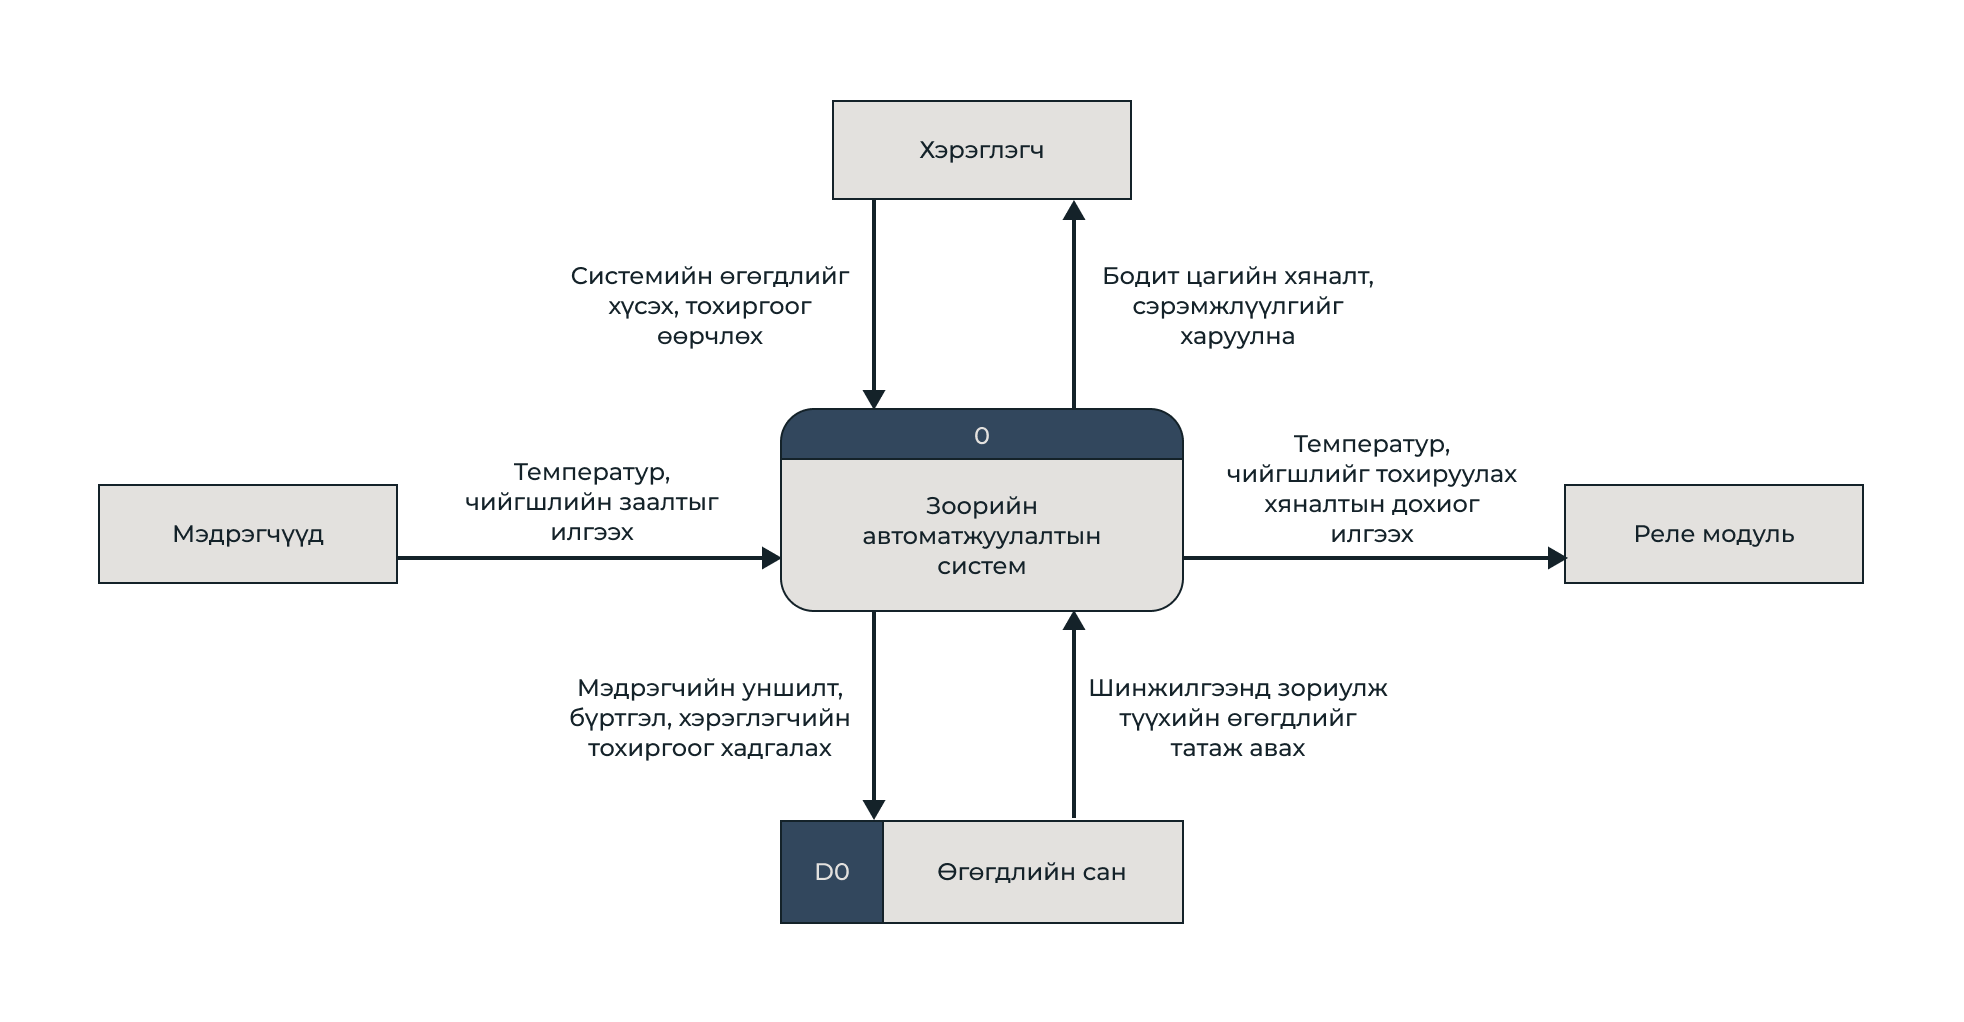 Хэрэглэгч
Системийн өгөгдлийг
хүсэх, тохиргоог
өөрчлөх
Бодит цагийн хяналт,
сэрэмжлүүлгийг
харуулна
Мэдрэгчүүд
Температур,
чийгшлийн заалтыг
илгээх
0
Зоорийн
автоматжуулалтын
систем
Температур,
чийгшлийг тохируулах
хяналтын дохиог
илгээх
Реле модуль
Мэдрэгчийн уншилт,
бүртгэл, хэрэглэгчийн
тохиргоог хадгалах
Шинжилгээнд зориулж
түүхийн өгөгдлийг
татаж авах
D0
Өгөгдлийн сан